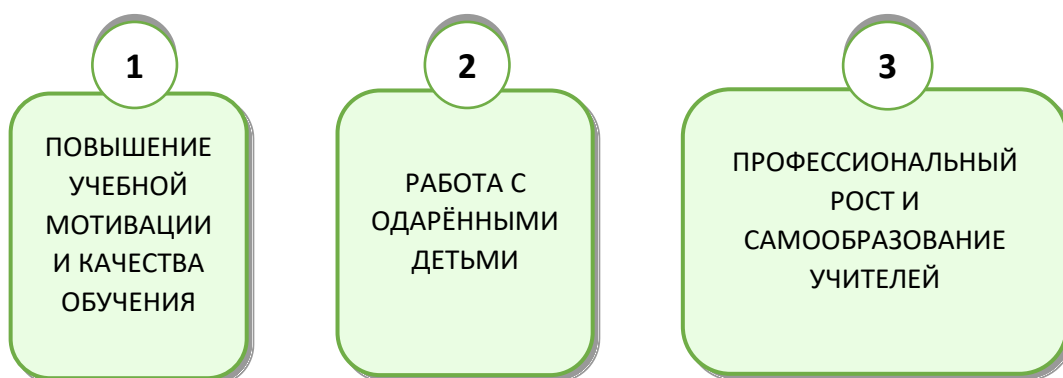 1
ПОВЫШЕНИЕ
УЧЕБНОЙ
МОТИВАЦИИ
И КАЧЕСТВА
ОБУЧЕНИЯ
2
РАБОТА С
ОДАРЁННЫМИ
ДЕТЬМИ
3
ПРОФЕССИОНАЛЬНЫЙ
РОСТ И
САМООБРАЗОВАНИЕ
УЧИТЕЛЕЙ